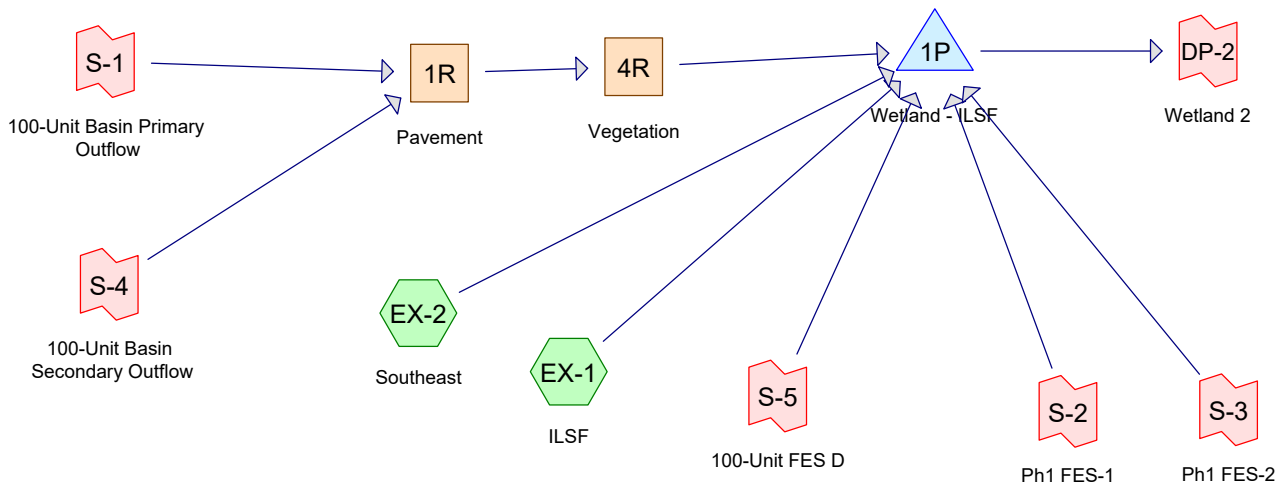 S-1
100-Unit Basin Primary
Outflow
1R
Pavement
4R
Vegetation
1P
Wetland - ILSF
DP-2
Wetland 2
S-4
100-Unit Basin
Secondary Outflow
EX-2
Southeast
EX-1
ILSF
S-5
100-Unit FES D
S-2
Ph1 FES-1
S-3
Ph1 FES-2